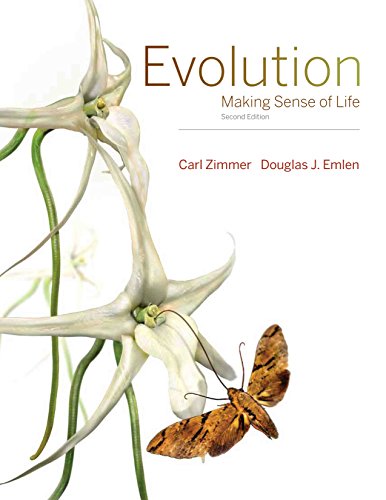 Evolution
Making Sense of Life
Second Edition
Carl Zimmer Douglas J. Emlen